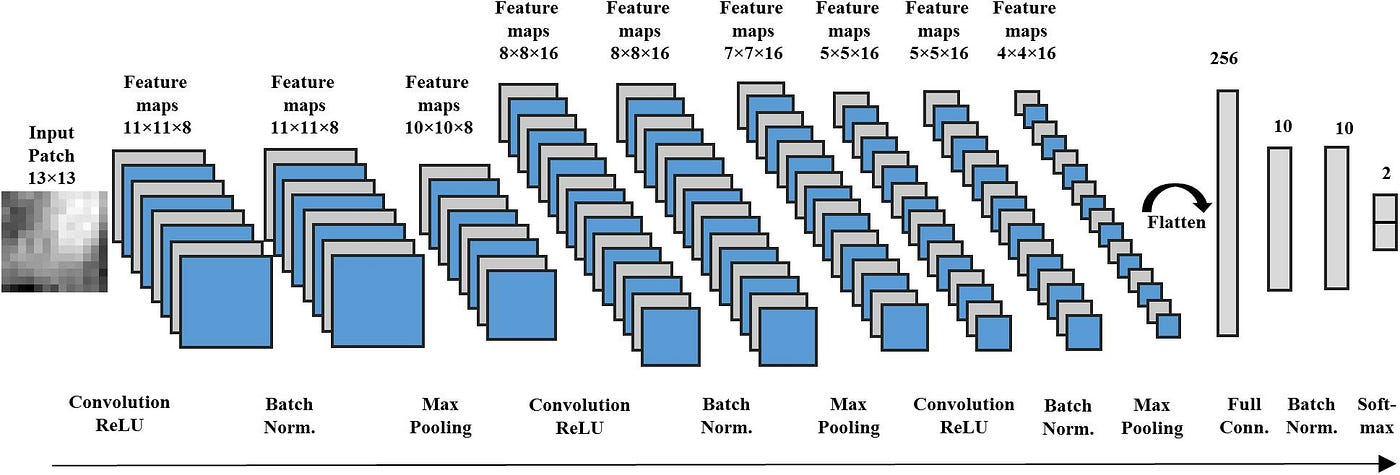 Input
Patch
13×13
Feature
maps
11×11×8
Feature
maps
11×11×8
Feature
maps
10×10×8
Feature
maps
8×8×16
Feature
maps
8×8×16
Feature
maps
7×7×16
Feature
maps
5×5×16
Feature
maps
5×5×16
Feature
maps
4×4×16
Flatten
256
10
10
2
Convolution
ReLU
Batch
Norm.
Max
Pooling
Convolution
ReLU
Batch
Norm.
Max
Pooling
Convolution
ReLU
Batch
Norm.
Max
Pooling
Full
Conn.
Batch
Norm.
Soft-
max